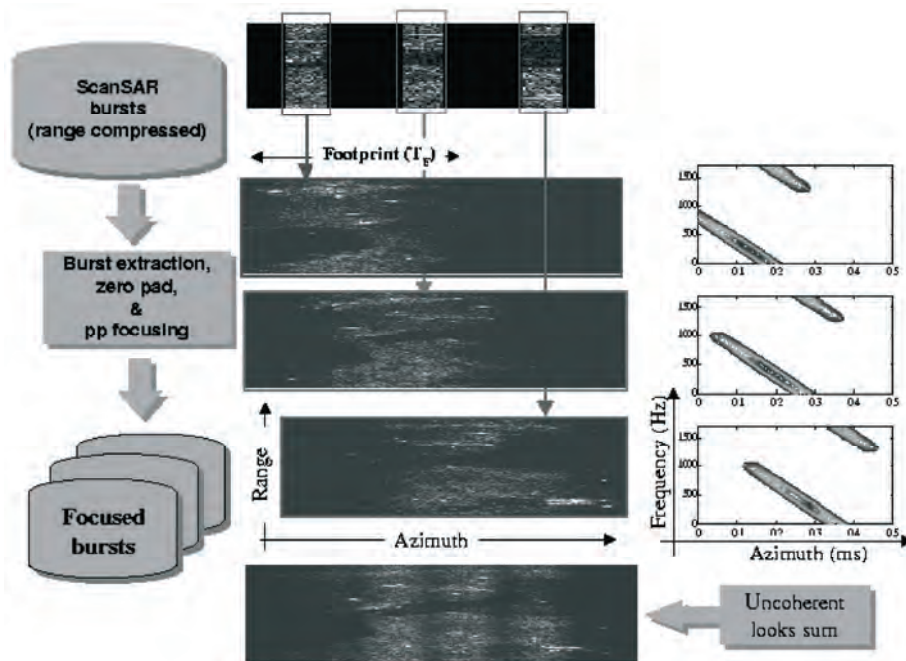 ScanSAR
bursts
(range compressed)
Footprint (T_F)
Burst extraction,
zero pad,
&
pp focusing
Focused
bursts
Range
Azimuth
Uncoherent
looks sum
1500
1000
500
0
0 0.1 0.2 0.3 0.4 0.5
1500
1000
500
0
0 0.1 0.2 0.3 0.4 0.5
1500
1000
500
0
0 0.1 0.2 0.3 0.4 0.5
Frequency (Hz)
Azimuth (ms)